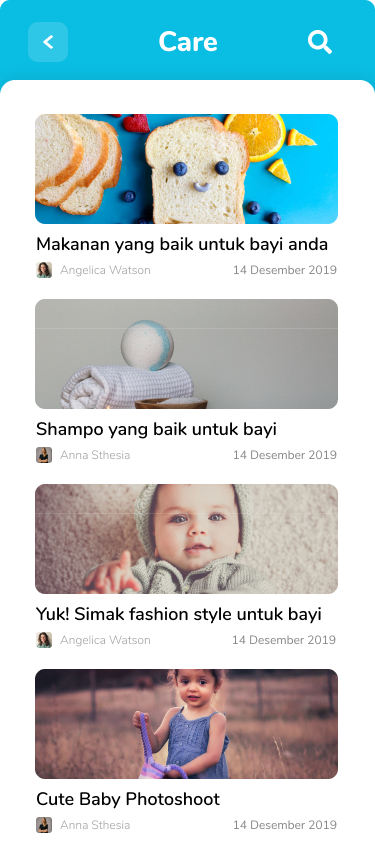 Care
Makanan yang baik untuk bayi anda
Angelica Watson 14 Desember 2019
Shampo yang baik untuk bayi
Anna Sthesia 14 Desember 2019
Yuk! Simak fashion style untuk bayi
Angelica Watson 14 Desember 2019
Cute Baby Photoshoot
Anna Sthesia 14 Desember 2019